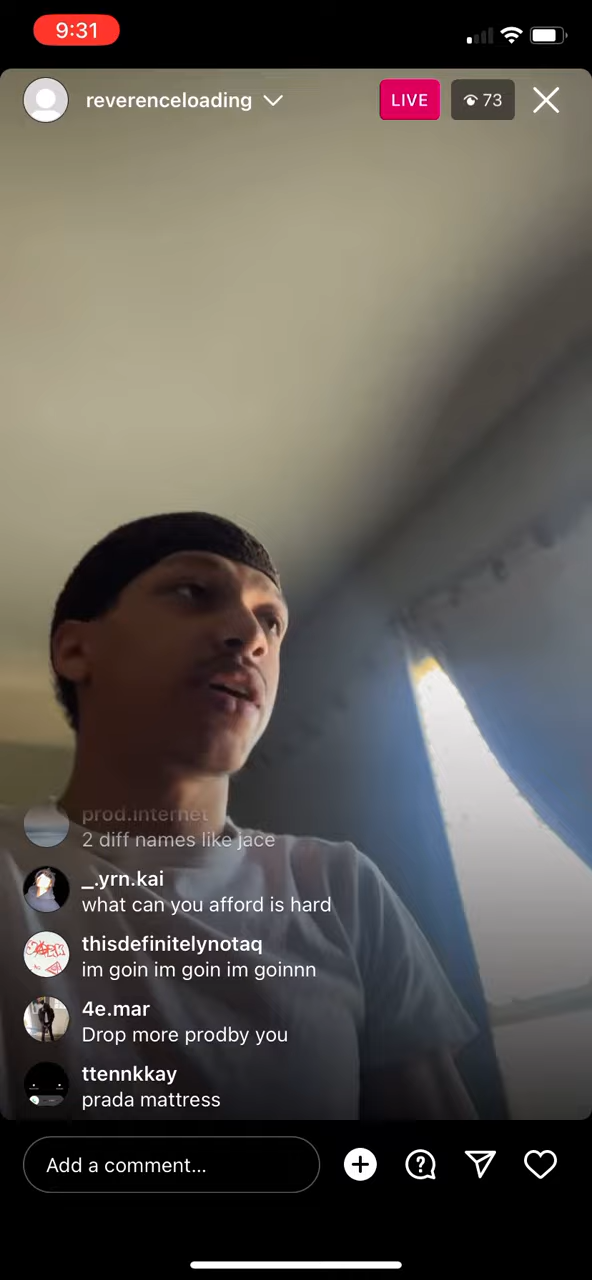 9:31
reverenceloading
LIVE
73
prod.internet
2 diff names like jace
_.yrn.kai
what can you afford is hard
thisdefinitelynotaq
im goin im goin im goinnn
4e.mar
Drop more prodby you
ttennkkay
prada mattress
Add a comment...